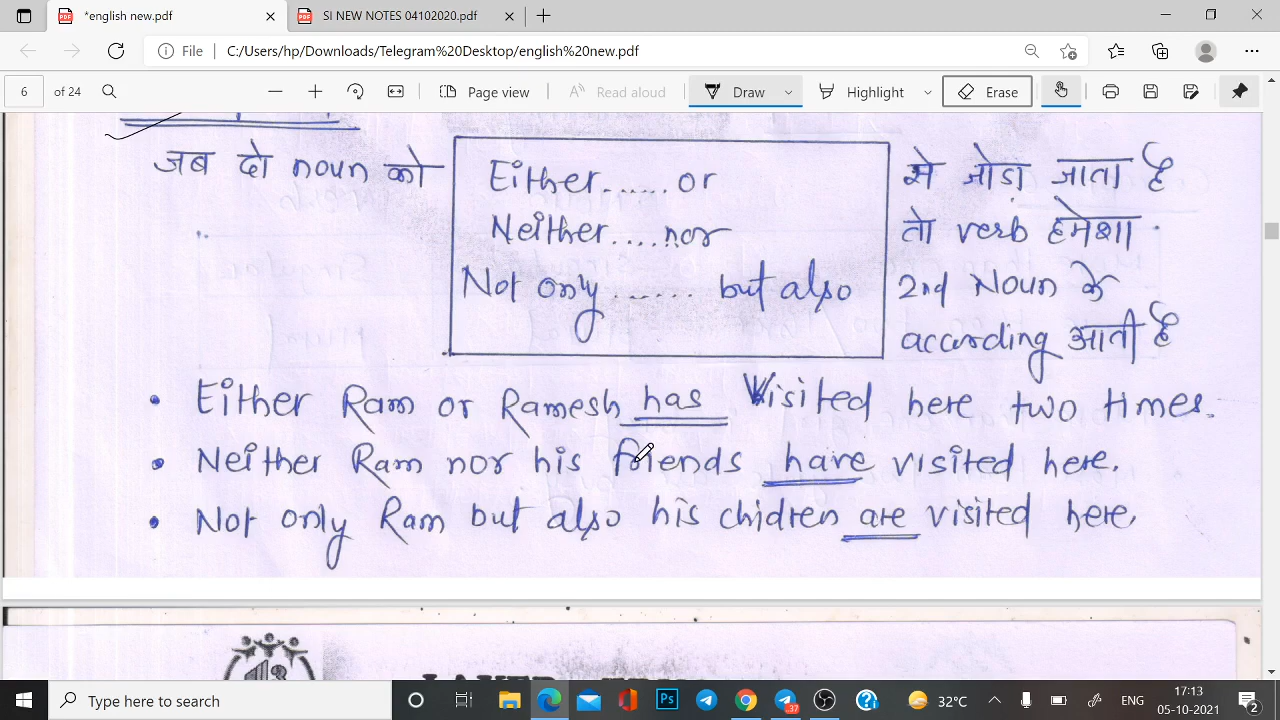 *english new.pdf
SI NEW NOTES 04102020.pdf
File C:/Users/hp/Downloads/Telegram%20Desktop/english%20new.pdf
6 of 24 Page view Read aloud Draw Highlight Erase
जब दो noun को Either...... or से जोड़ा जाता है
Neither....nor तो verb हमेशा
Not only ...... but also 2nd Noun के
according आती है
• Either Ram or Ramesh has Visited here two times.
• Neither Ram nor his friends have visited here.
• Not only Ram but also his chidren are visited here.
Type here to search
Ps
37
32°C
ENG
17:13
05-10-2021
2